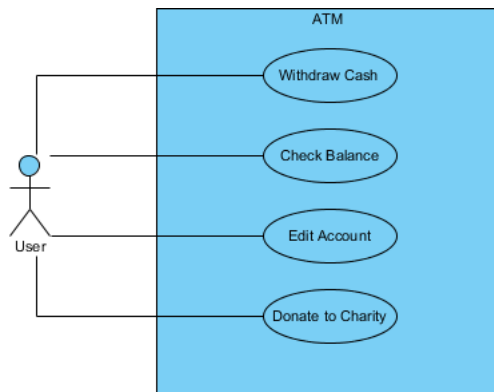 ATM
Withdraw Cash
Check Balance
Edit Account
User
Donate to Charity